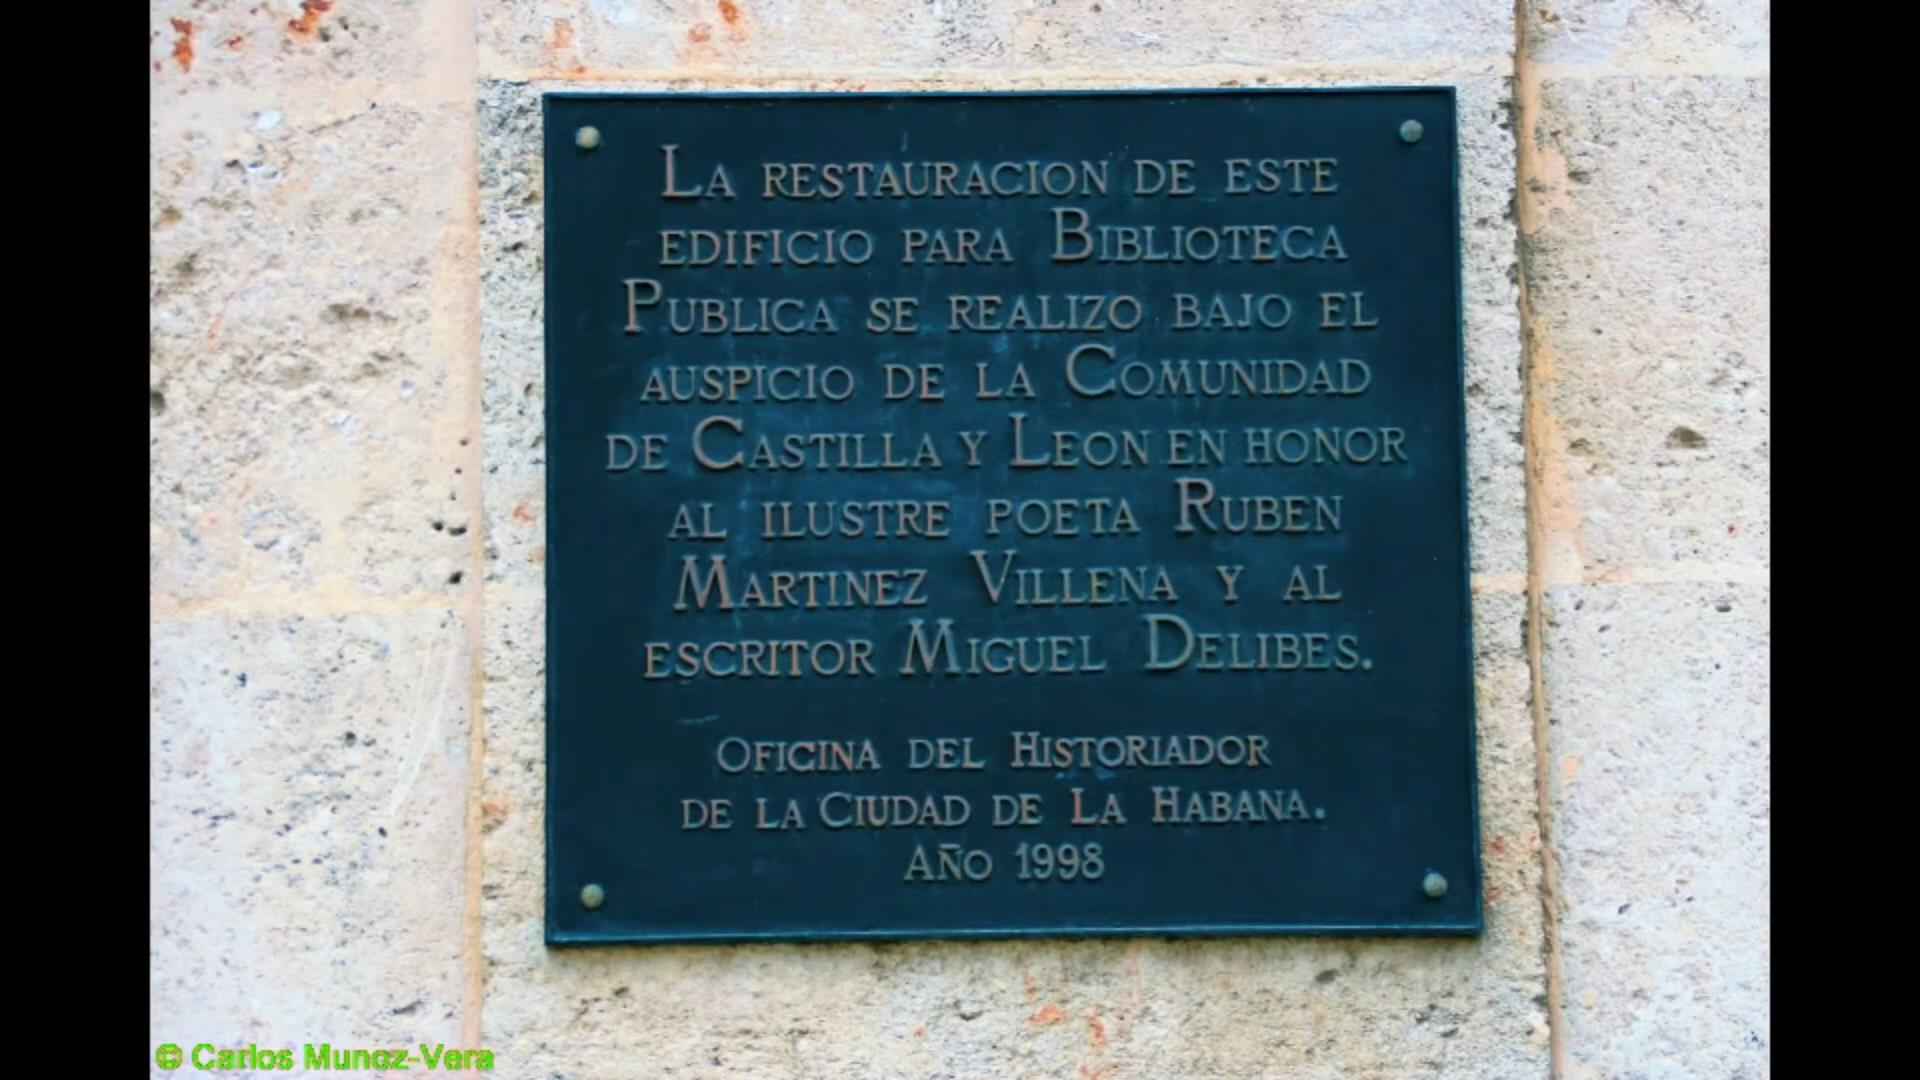 La restauracion de este
edificio para Biblioteca
Publica se realizo bajo el
auspicio de la Comunidad
de Castilla y Leon en honor
al ilustre poeta Ruben
Martinez Villena y al
escritor Miguel Delibes.
Oficina del Historiador
de la Ciudad de La Habana.
Año 1998
© Carlos Munoz-Vera